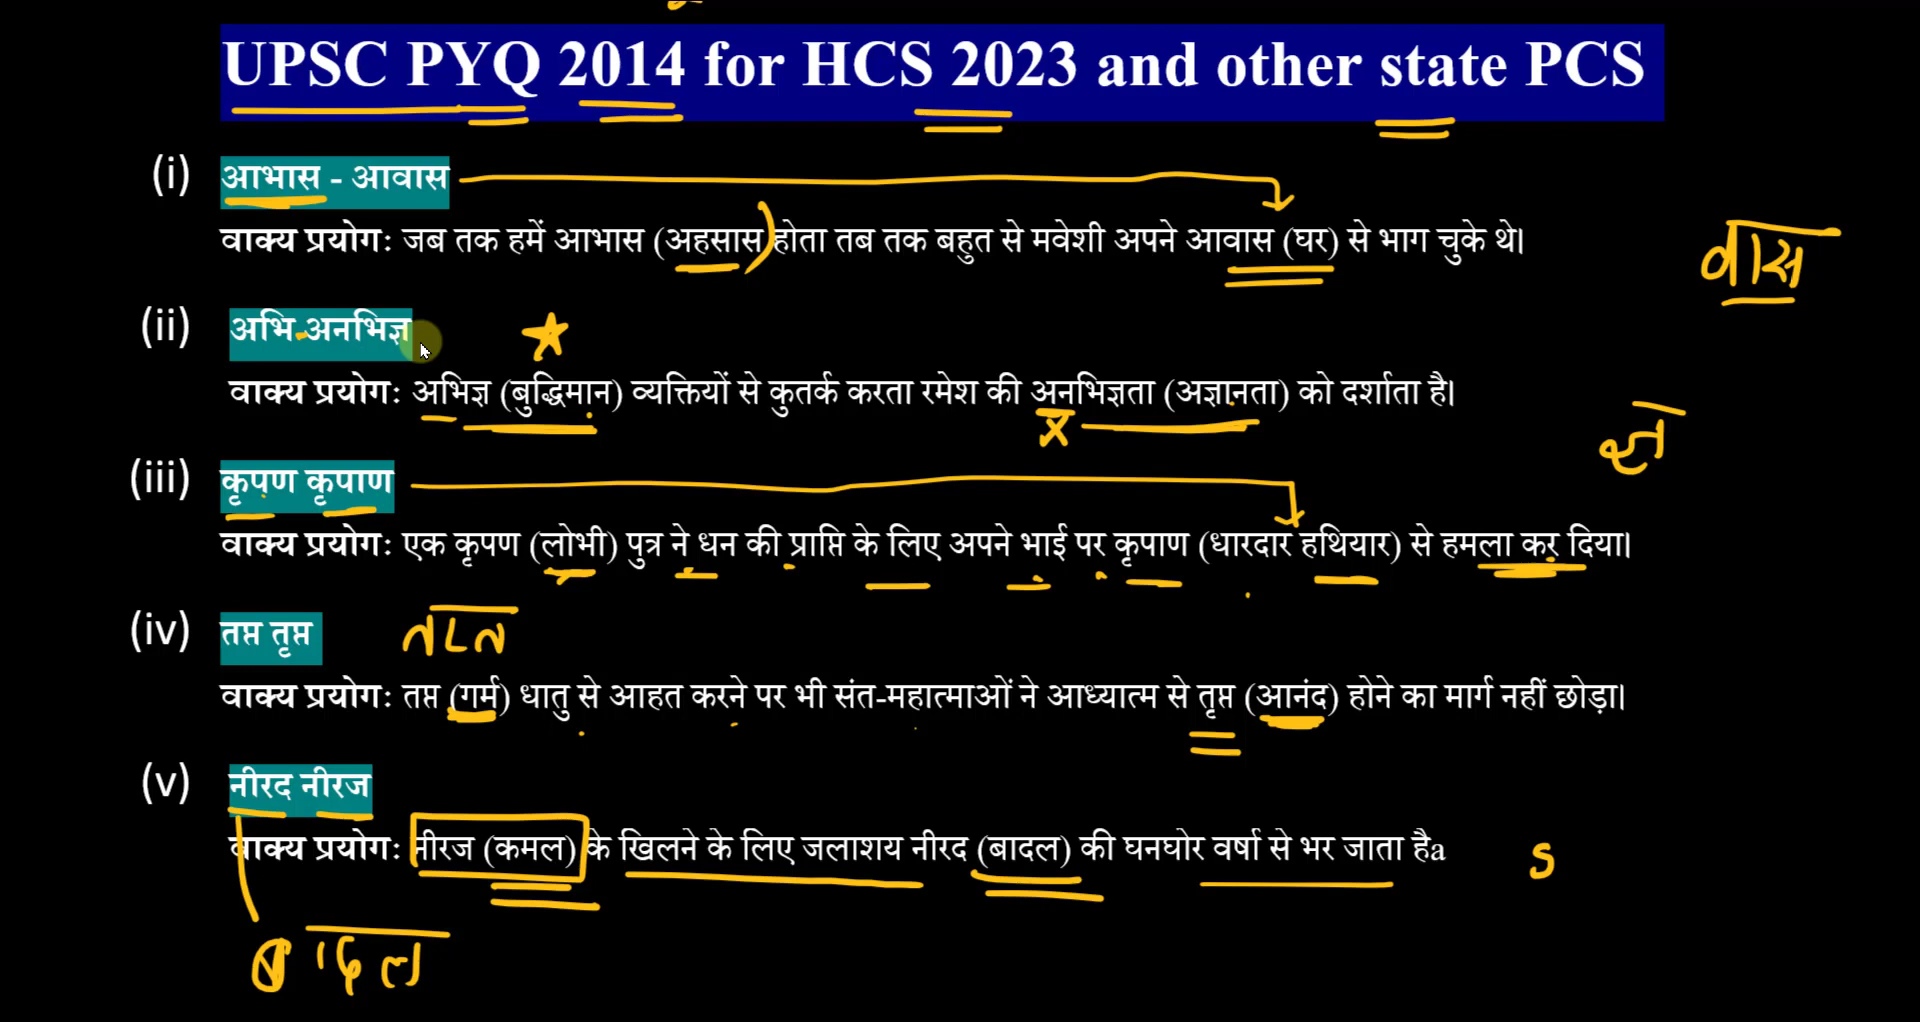 UPSC PYQ 2014 for HCS 2023 and other state PCS
(i) आभास - आवास
वाक्य प्रयोगः जब तक हमें आभास (अहसास) होता तब तक बहुत से मवेशी अपने आवास (घर) से भाग चुके थे।
वास
(ii) अभि अनभिज्ञ
वाक्य प्रयोगः अभिज्ञ (बुद्धिमान) व्यक्तियों से कुतर्क करता रमेश की अनभिज्ञता (अज्ञानता) को दर्शाता है।
(iii) कृपण कृपाण
वाक्य प्रयोगः एक कृपण (लोभी) पुत्र ने धन की प्राप्ति के लिए अपने भाई पर कृपाण (धारदार हथियार) से हमला कर दिया।
(iv) तप्त तृप्त
वाक्य प्रयोगः तप्त (गर्म) धातु से आहत करने पर भी संत-महात्माओं ने आध्यात्म से तृप्त (आनंद) होने का मार्ग नहीं छोड़ा।
(v) नीरद नीरज
वाक्य प्रयोगः नीरज (कमल) के खिलने के लिए जलाशय नीरद (बादल) की घनघोर वर्षा से भर जाता हैa
s
बादल